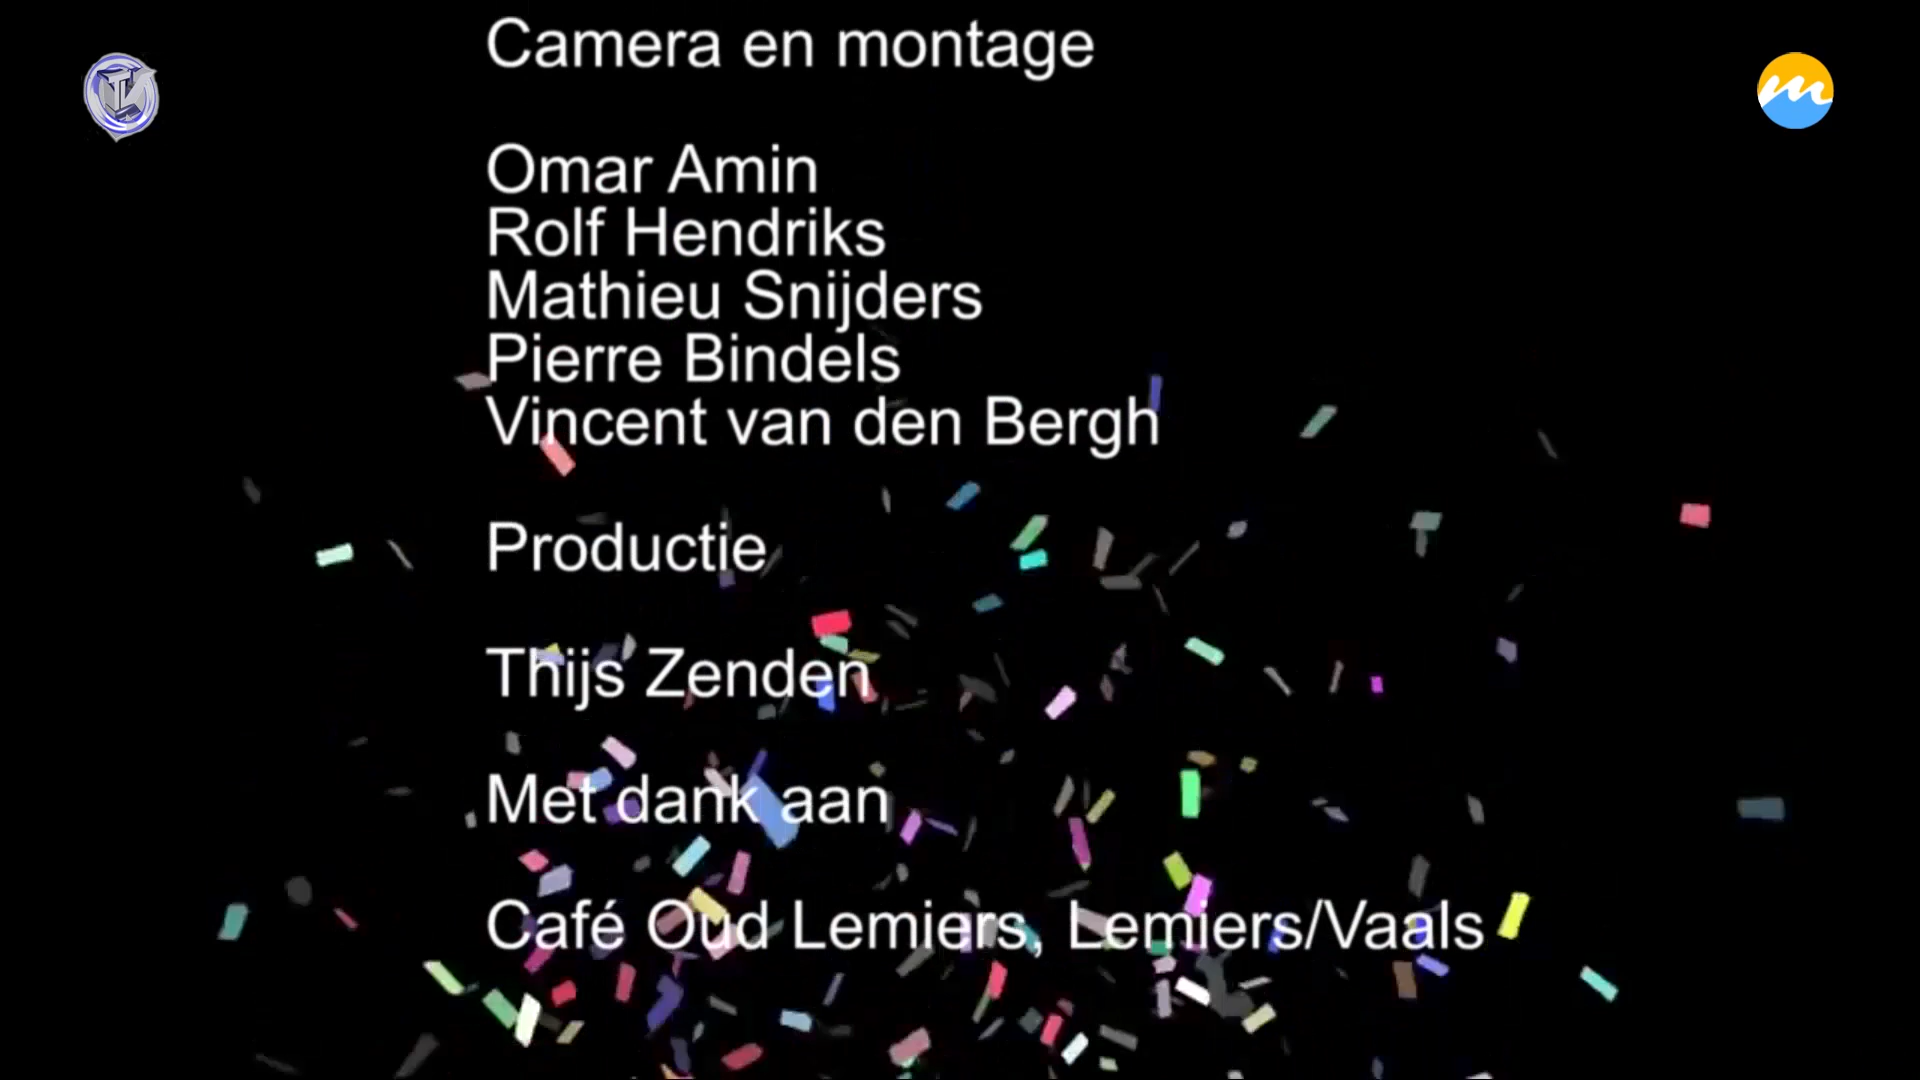 Camera en montage
Omar Amin
Rolf Hendriks
Mathieu Snijders
Pierre Bindels
Vincent van den Bergh
Productie
Thijs Zenden
Met dank aan
Café Oud Lemiers, Lemiers/Vaals